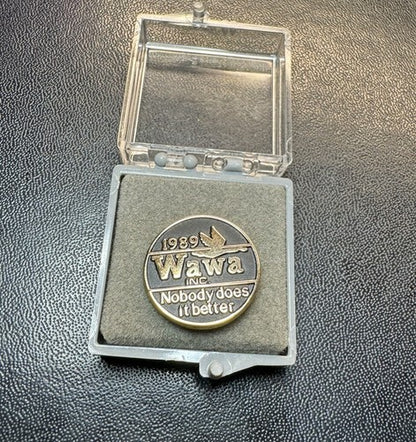 1989
Wawa
INC.
Nobody does
it better